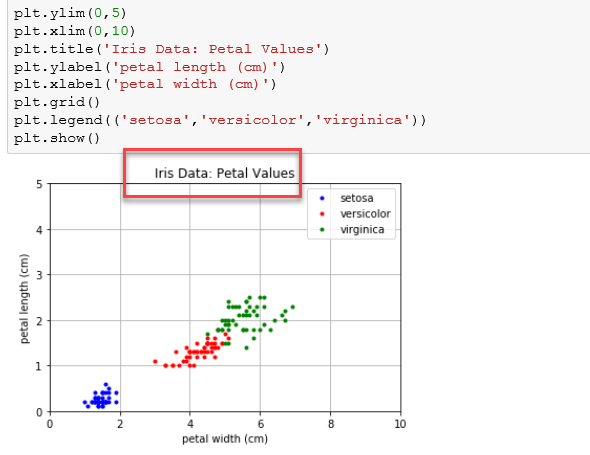 plt.ylim(0,5)
plt.xlim(0,10)
plt.title('Iris Data: Petal Values')
plt.ylabel('petal length (cm)')
plt.xlabel('petal width (cm)')
plt.grid()
plt.legend(('setosa','versicolor','virginica'))
plt.show()
Iris Data: Petal Values
setosa
versicolor
virginica
petal length (cm)
5
4
3
2
1
0
0 2 4 6 8 10
petal width (cm)